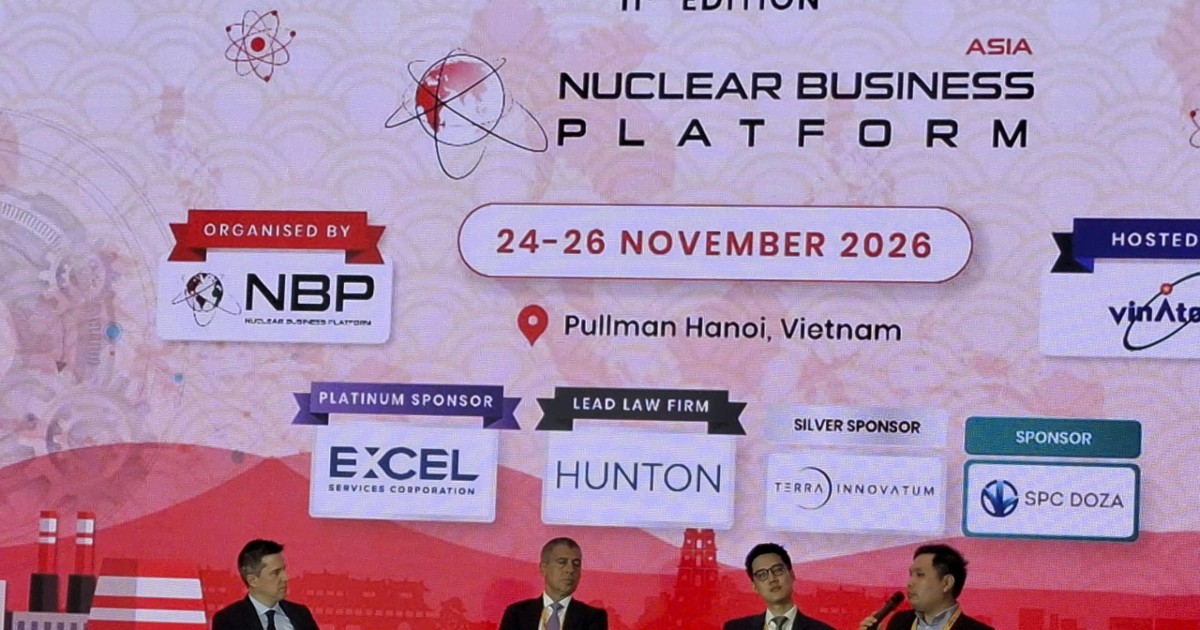 EDITION
ASIA
NUCLEAR BUSINESS
PLATFORM
ORGANISED BY
NBP
NUCLEAR BUSINESS PLATFORM
24-26 NOVEMBER 2026
Pullman Hanoi, Vietnam
HOSTED
PLATINUM SPONSOR
EXCEL
SERVICES CORPORATION
LEAD LAW FIRM
HUNTON
SILVER SPONSOR
TERRA INNOVATUM
SPONSOR
SPC DOZA